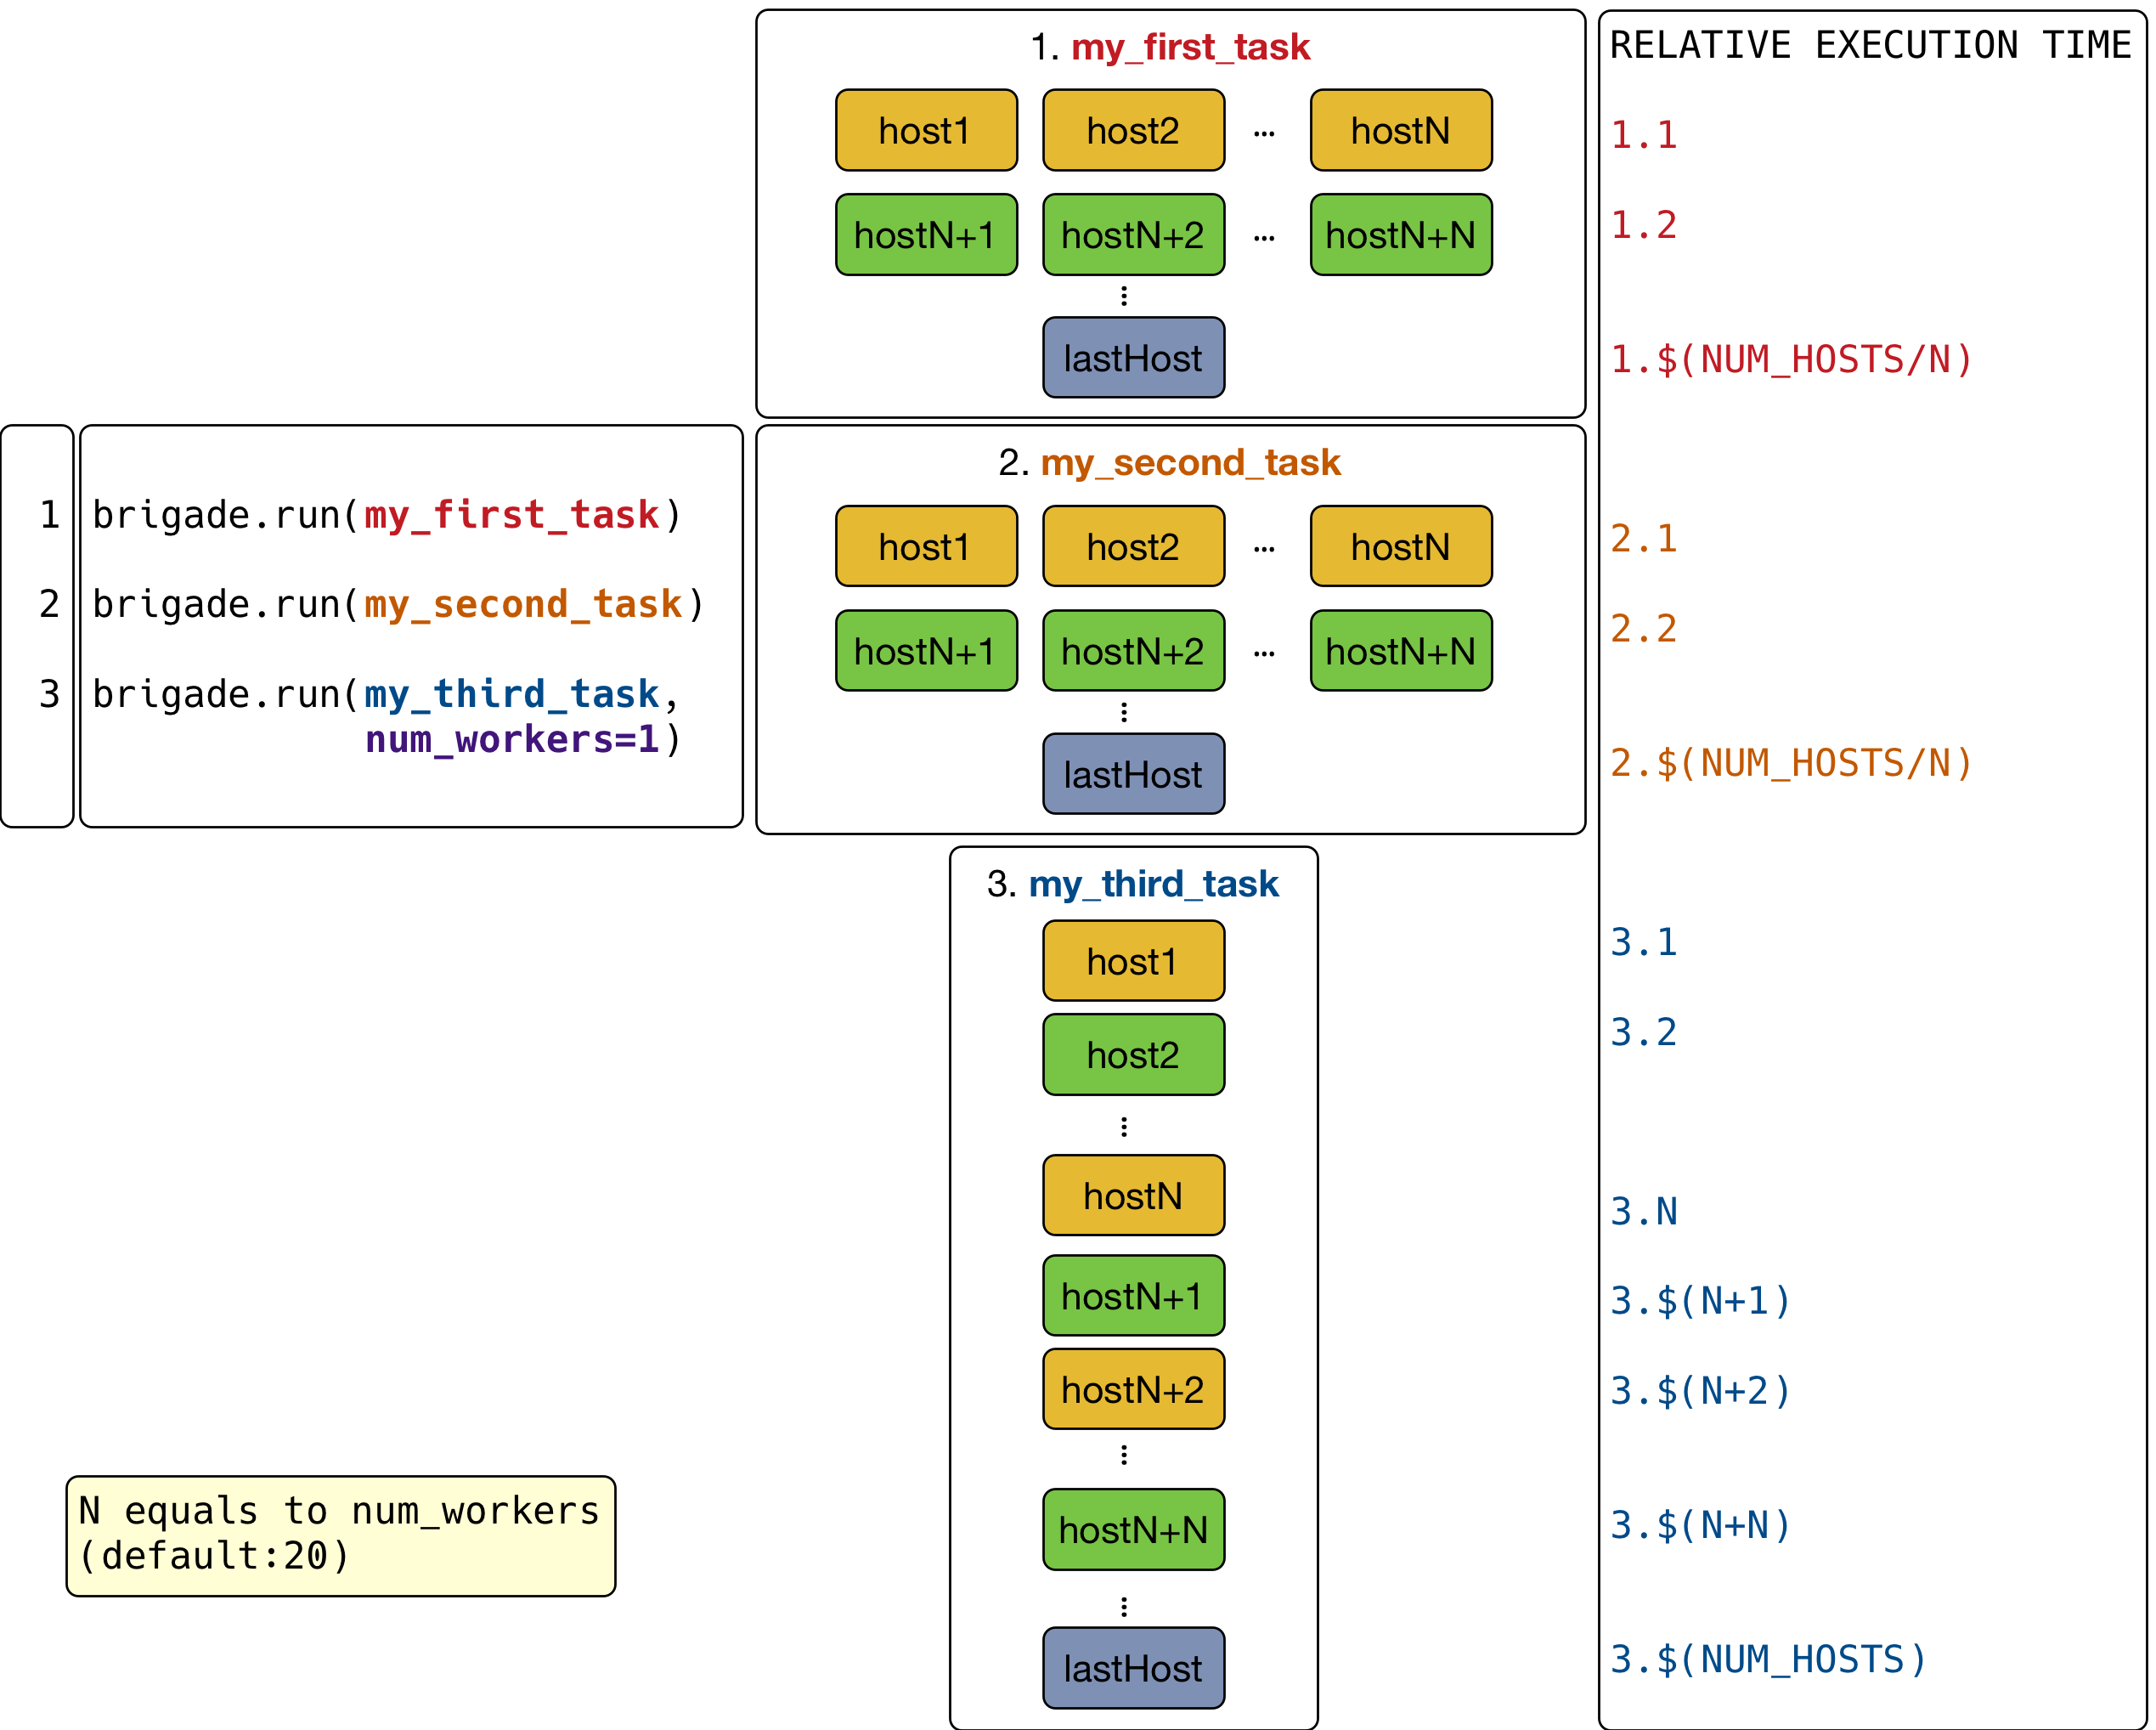 1. my_first_task
host1 host2 ... hostN
hostN+1 hostN+2 ... hostN+N
⋮
lastHost
RELATIVE EXECUTION TIME
1.1
1.2
1.$(NUM_HOSTS/N)
1 brigade.run(my_first_task)
2 brigade.run(my_second_task)
3 brigade.run(my_third_task,
num_workers=1)
2. my_second_task
host1 host2 ... hostN
hostN+1 hostN+2 ... hostN+N
⋮
lastHost
2.1
2.2
2.$(NUM_HOSTS/N)
3. my_third_task
host1
host2
⋮
hostN
hostN+1
hostN+2
⋮
hostN+N
⋮
lastHost
3.1
3.2
3.N
3.$(N+1)
3.$(N+2)
3.$(N+N)
3.$(NUM_HOSTS)
N equals to num_workers
(default:20)